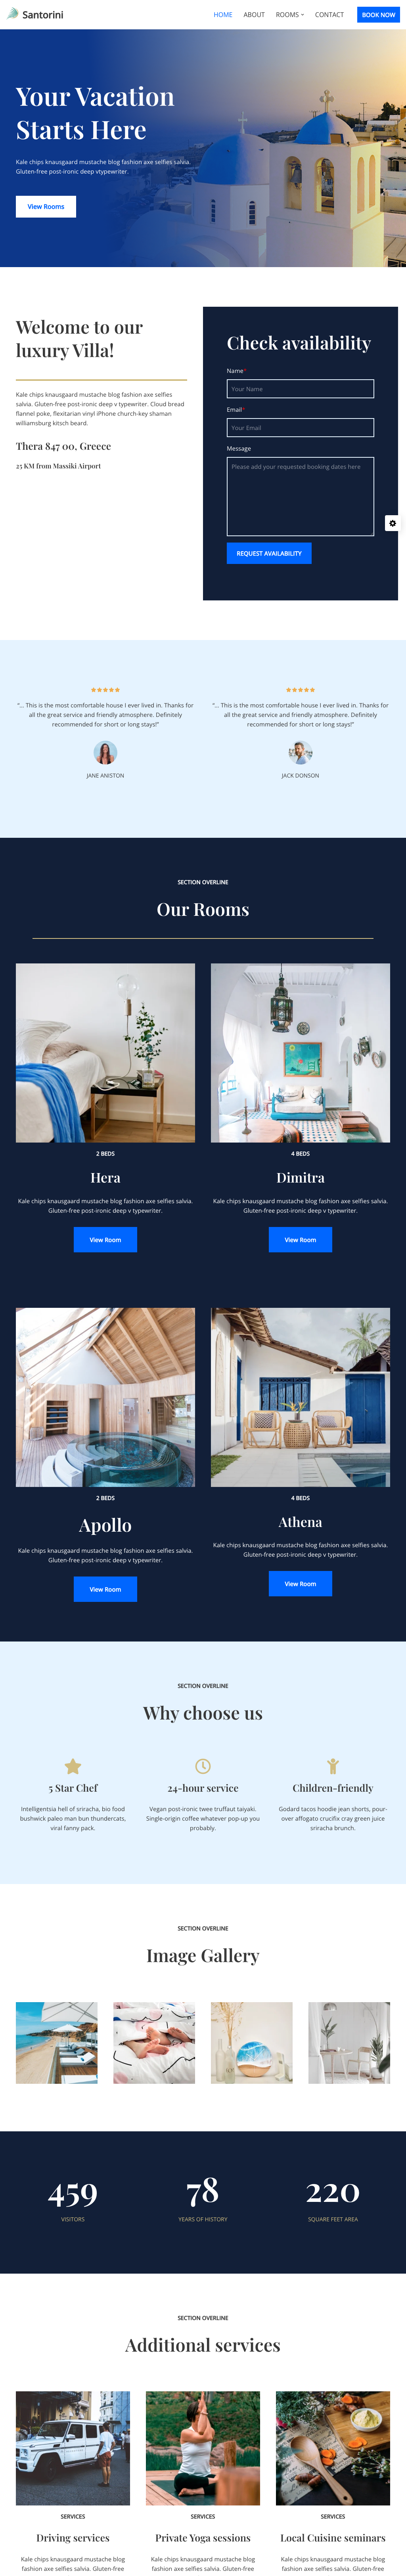 Santorini
HOME ABOUT ROOMS CONTACT BOOK NOW
Your Vacation
Starts Here
Kale chips knausgaard mustache blog fashion axe selfies salvia.
Gluten-free post-ironic deep vtypewriter
View Rooms
Welcome to our
luxury Villa!
Kale chips knausgaard mustache blog fashion axe selfies
salvia. Gluten-free post-ironic deep v typewriter. Cloud bread
flannel poke, flexitarian vinyl iPhone church-key shaman
williamsburg kitsch beard.
Thera 847 00, Greece
25 KM from Massiki Airport
Check availability
Name*
Your Name
Email*
Your Email
Message
Please add your requested booking dates here
REQUEST AVAILABILITY
"... This is the most comfortable house I ever lived in. Thanks for
all the great service and friendly atmosphere. Definitely
recommended for short or long stays!"
JANE ANISTON
"... This is the most comfortable house I ever lived in. Thanks for
all the great service and friendly atmosphere. Definitely
recommended for short or long stays!"
JACK DONSON
SECTION OVERLINE
Our Rooms
2 BEDS
Hera
Kale chips knausgaard mustache blog fashion axe selfies salvia.
Gluten-free post-ironic deep v typewriter.
View Room
4 BEDS
Dimitra
Kale chips knausgaard mustache blog fashion axe selfies salvia.
Gluten-free post-ironic deep v typewriter.
View Room
2 BEDS
Apollo
Kale chips knausgaard mustache blog fashion axe selfies salvia.
Gluten-free post-ironic deep v typewriter.
View Room
4 BEDS
Athena
Kale chips knausgaard mustache blog fashion axe selfies salvia.
Gluten-free post-ironic deep v typewriter.
View Room
SECTION OVERLINE
Why choose us
5 Star Chef
Intelligentsia hell of sriracha, bio food
bushwick paleo man bun thundercats,
viral fanny pack.
24-hour service
Vegan post-ironic twee truffaut taiyaki.
Single-origin coffee whatever pop-up you
probably.
Children-friendly
Godard tacos hoodie jean shorts, pour-
over affogato crucifix cray green juice
sriracha brunch.
SECTION OVERLINE
Image Gallery
459
VISITORS
78
YEARS OF HISTORY
220
SQUARE FEET AREA
SECTION OVERLINE
Additional services
SERVICES
Driving services
Kale chips knausgaard mustache blog
fashion axe selfies salvia. Gluten-free
SERVICES
Private Yoga sessions
Kale chips knausgaard mustache blog
fashion axe selfies salvia. Gluten-free
SERVICES
Local Cuisine seminars
Kale chips knausgaard mustache blog
fashion axe selfies salvia. Gluten-free